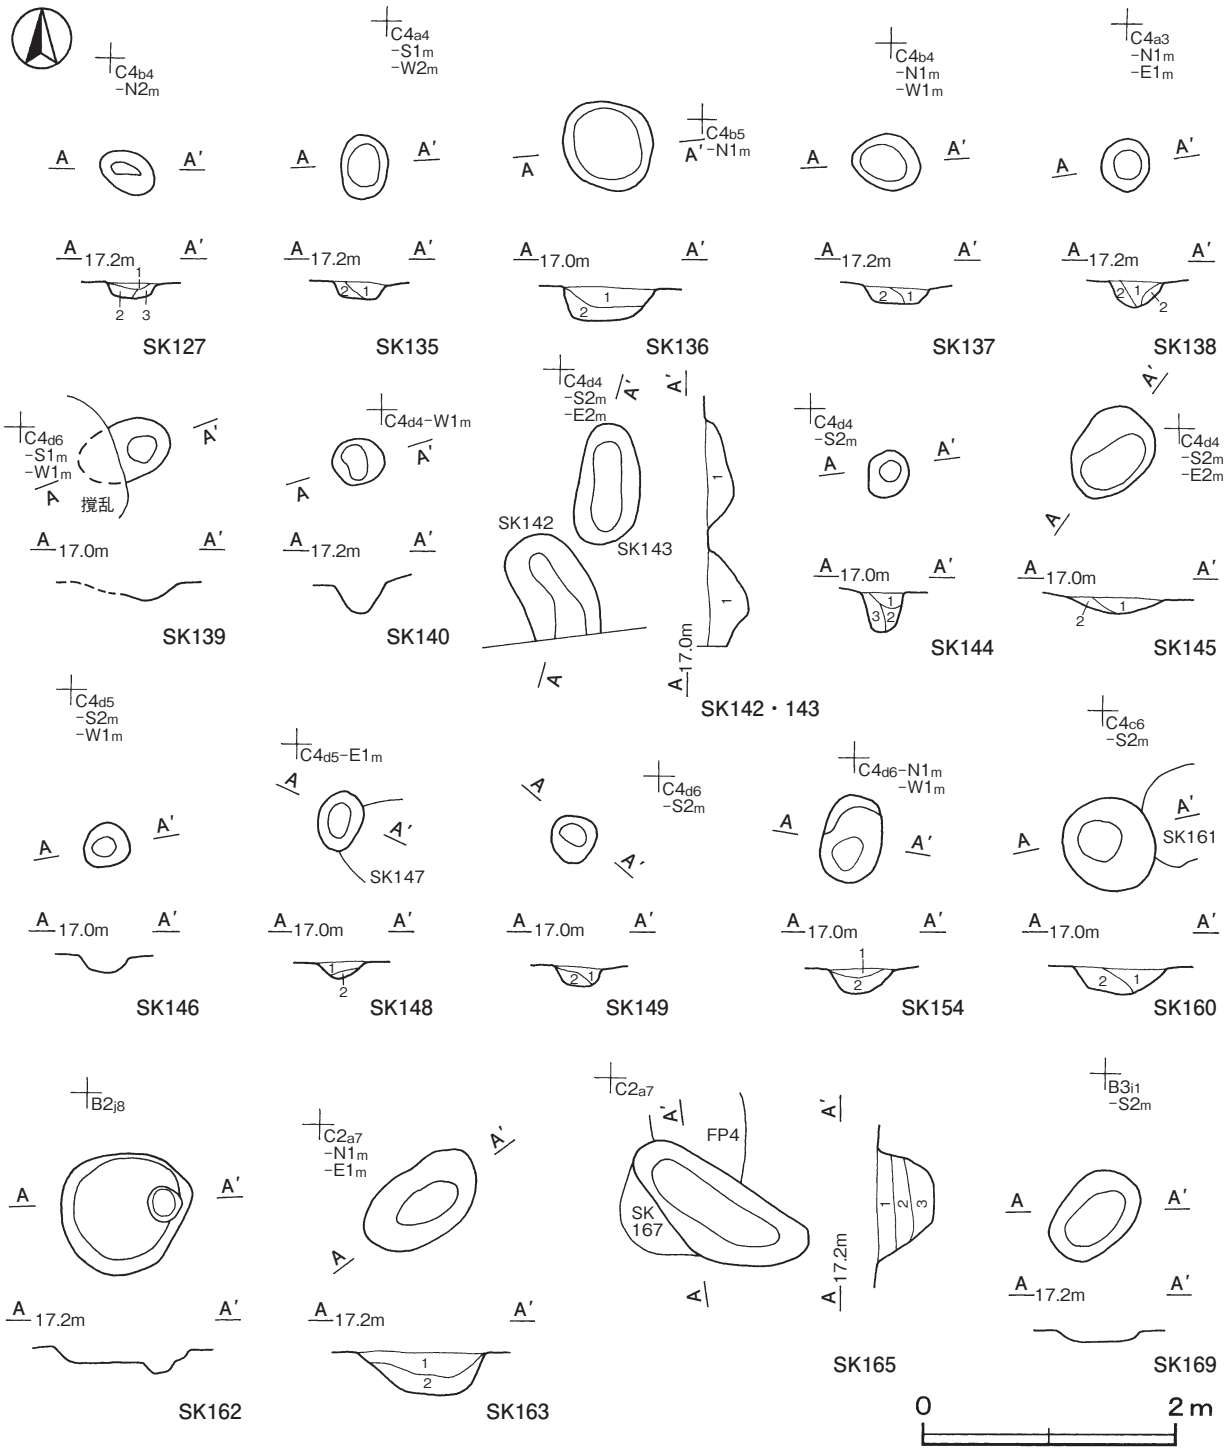 C4b4
-N2m
A A′
A 17.2m A′
1
2 3
SK127
C4a4
-S1m
-W2m
A A′
A 17.2m A′
2 1
SK135
C4b5
-N1m
A A′
A 17.0m A′
1
2
SK136
C4b4
-N1m
-W1m
A A′
A 17.2m A′
2 1
SK137
C4a3
-N1m
-E1m
A A′
A 17.2m A′
2 1 2
SK138
C4d6
-S1m
-W1m
A A′
撹乱
A 17.0m A′
SK139
C4d4-W1m
A A′
A 17.2m A′
SK140
C4d4
-S2m
-E2m
A′
SK142
SK143
A
A′
1
1
A 17.0m
SK142・143
C4d4
-S2m
A A′
A 17.0m A′
1
3 2
SK144
A′
C4d4
-S2m
-E2m
A
A 17.0m A′
1
2
SK145
C4d5
-S2m
-W1m
A A′
A 17.0m A′
SK146
C4d5-E1m
A A′
SK147
A 17.0m A′
1
2
SK148
C4d6
-S2m
A A′
A 17.0m A′
2 1
SK149
C4d6-N1m
-W1m
A A′
A 17.0m A′
1
2
SK154
C4c6
-S2m
A A′
SK161
A 17.0m A′
2 1
SK160
B2j8
A A′
A 17.2m A′
SK162
C2a7
-N1m
-E1m
A A′
A 17.2m A′
1
2
SK163
C2a7
A′
FP4
SK
167
A
A′
1 2 3
A 17.2m
SK165
B3i1
-S2m
A A′
A 17.2m A′
SK169
0 2 m